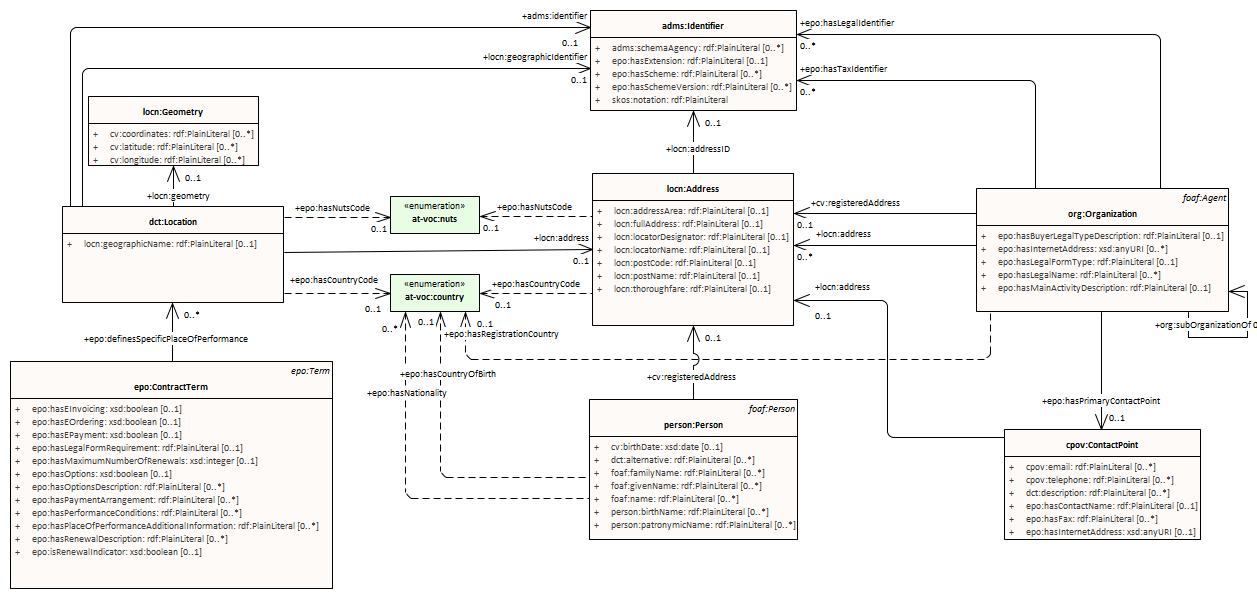 +adms:identifier
0..1
+locn:geographicIdentifier
0..1
adms:Identifier
+ adms:schemaAgency: rdf:PlainLiteral [0..*]
+ epo:hasExtension: rdf:PlainLiteral [0..1]
+ epo:hasScheme: rdf:PlainLiteral [0..*]
+ epo:hasSchemeVersion: rdf:PlainLiteral [0..*]
+ skos:notation: rdf:PlainLiteral
+epo:hasLegalIdentifier
0..*
+epo:hasTaxIdentifier
0..*
locn:Geometry
+ cv:coordinates: rdf:PlainLiteral [0..*]
+ cv:latitude: rdf:PlainLiteral [0..*]
+ cv:longitude: rdf:PlainLiteral [0..*]
0..1
+locn:geometry
0..1
+locn:addressID
dct:Location
+ locn:geographicName: rdf:PlainLiteral [0..1]
+epo:hasNutsCode
0..1
«enumeration»
at-voc:nuts
+epo:hasNutsCode
0..1
+locn:address
0..1
+epo:hasCountryCode
0..1
«enumeration»
at-voc:country
+epo:hasCountryCode
0..1
locn:Address
+ locn:addressArea: rdf:PlainLiteral [0..1]
+ locn:fullAddress: rdf:PlainLiteral [0..1]
+ locn:locatorDesignator: rdf:PlainLiteral [0..1]
+ locn:locatorName: rdf:PlainLiteral [0..1]
+ locn:postCode: rdf:PlainLiteral [0..1]
+ locn:postName: rdf:PlainLiteral [0..1]
+ locn:thoroughfare: rdf:PlainLiteral [0..1]
+cv:registeredAddress
0..1
+locn:address
0..*
+locn:address
0..1
foaf:Agent
org:Organization
+ epo:hasBuyerLegalTypeDescription: rdf:PlainLiteral [0..1]
+ epo:hasInternetAddress: xsd:anyURI [0..*]
+ epo:hasLegalFormType: rdf:PlainLiteral [0..1]
+ epo:hasLegalName: rdf:PlainLiteral [0..*]
+ epo:hasMainActivityDescription: rdf:PlainLiteral [0..1]
+org:subOrganizationOf 0
0..*
+epo:definesSpecificPlaceOfPerformance
0..*
0..1
0..1
+epo:hasRegistrationCountry
+epo:hasCountryOfBirth
+epo:hasNationality
0..1
+cv:registeredAddress
+epo:hasPrimaryContactPoint
0..1
epo:Term
epo:ContractTerm
+ epo:hasEInvoicing: xsd:boolean [0..1]
+ epo:hasEOrdering: xsd:boolean [0..1]
+ epo:hasEPayment: xsd:boolean [0..1]
+ epo:hasLegalFormRequirement: rdf:PlainLiteral [0..1]
+ epo:hasMaximumNumberOfRenewals: xsd:integer [0..1]
+ epo:hasOptions: xsd:boolean [0..1]
+ epo:hasOptionsDescription: rdf:PlainLiteral [0..*]
+ epo:hasPaymentArrangement: rdf:PlainLiteral [0..*]
+ epo:hasPerformanceConditions: rdf:PlainLiteral [0..*]
+ epo:hasPlaceOfPerformanceAdditionalInformation: rdf:PlainLiteral [0..*]
+ epo:hasRenewalDescription: rdf:PlainLiteral [0..*]
+ epo:isRenewalIndicator: xsd:boolean [0..1]
foaf:Person
person:Person
+ cv:birthDate: xsd:date [0..1]
+ dct:alternative: rdf:PlainLiteral [0..*]
+ foaf:familyName: rdf:PlainLiteral [0..*]
+ foaf:givenName: rdf:PlainLiteral [0..*]
+ foaf:name: rdf:PlainLiteral [0..*]
+ person:birthName: rdf:PlainLiteral [0..*]
+ person:patronymicName: rdf:PlainLiteral [0..*]
cpov:ContactPoint
+ cpov:email: rdf:PlainLiteral [0..*]
+ cpov:telephone: rdf:PlainLiteral [0..*]
+ dct:description: rdf:PlainLiteral [0..*]
+ epo:hasContactName: rdf:PlainLiteral [0..1]
+ epo:hasFax: rdf:PlainLiteral [0..*]
+ epo:hasInternetAddress: xsd:anyURI [0..1]